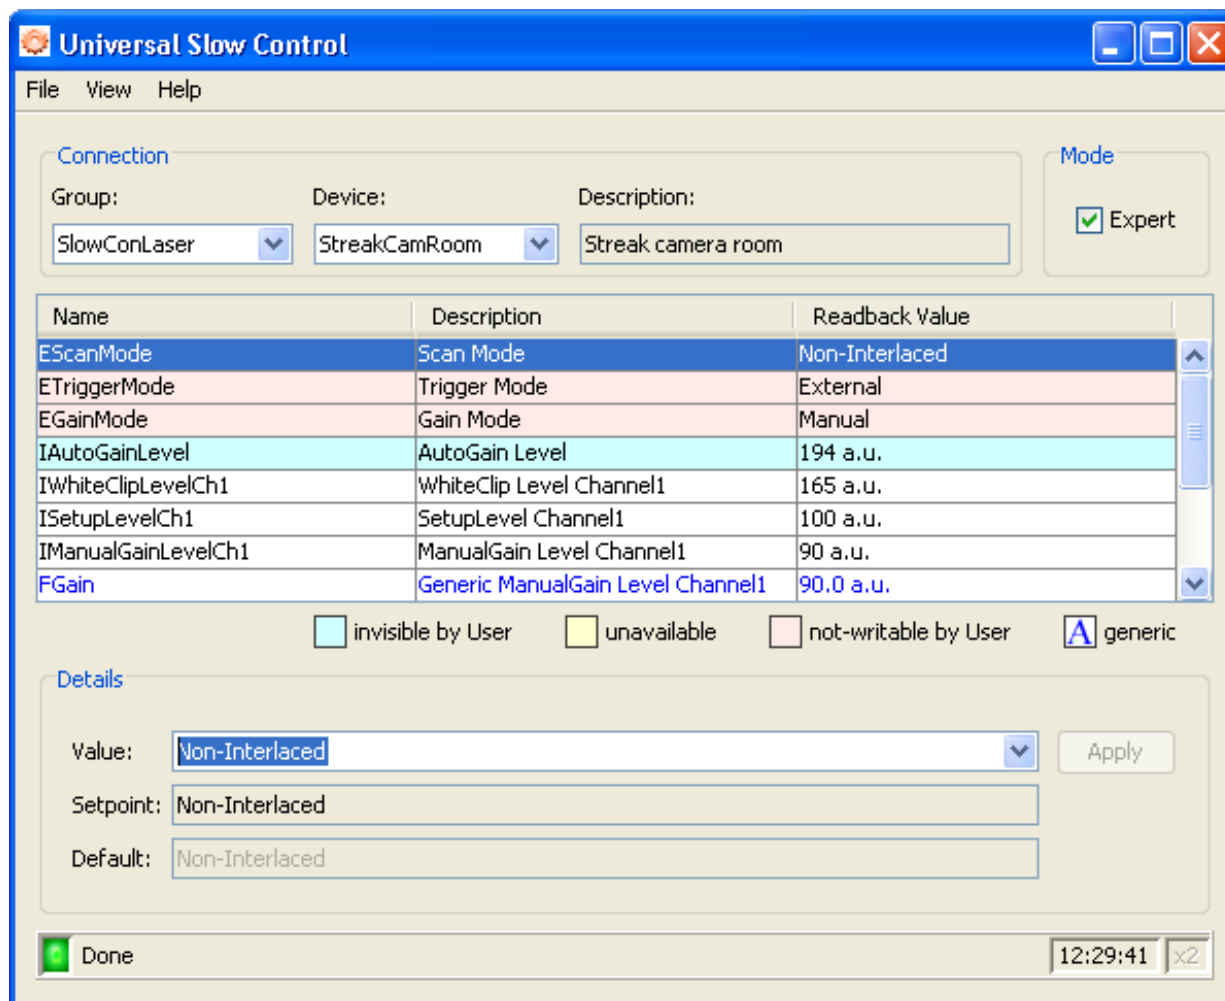 Universal Slow Control
File View Help
Connection
Mode
Group: Device: Description:
SlowConLaser StreakCamRoom Streak camera room
Expert
Name Description Readback Value
EScanMode Scan Mode Non-Interlaced
ETriggerMode Trigger Mode External
EGainMode Gain Mode Manual
IAutoGainLevel AutoGain Level 194 a.u.
IWhiteClipLevelCh1 WhiteClip Level Channel1 165 a.u.
ISetupLevelCh1 SetupLevel Channel1 100 a.u.
IManualGainLevelCh1 ManualGain Level Channel1 90 a.u.
FGain Generic ManualGain Level Channel1 90.0 a.u.
invisible by User unavailable not-writable by User A generic
Details
Value: Non-Interlaced Apply
Setpoint: Non-Interlaced
Default: Non-Interlaced
Done 12:29:41 x2